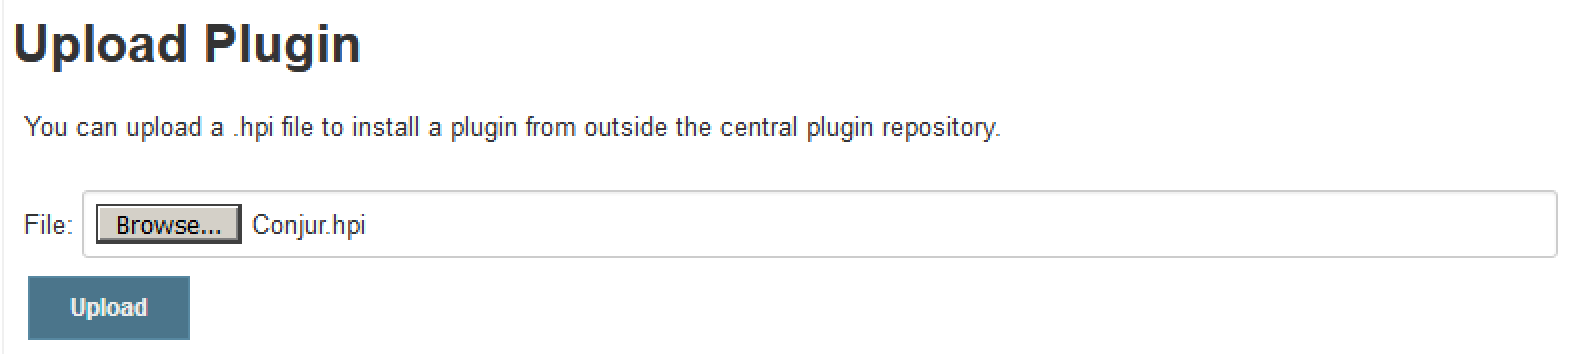 Upload Plugin
You can upload a .hpi file to install a plugin from outside the central plugin repository.
File: Browse... Conjur.hpi
Upload